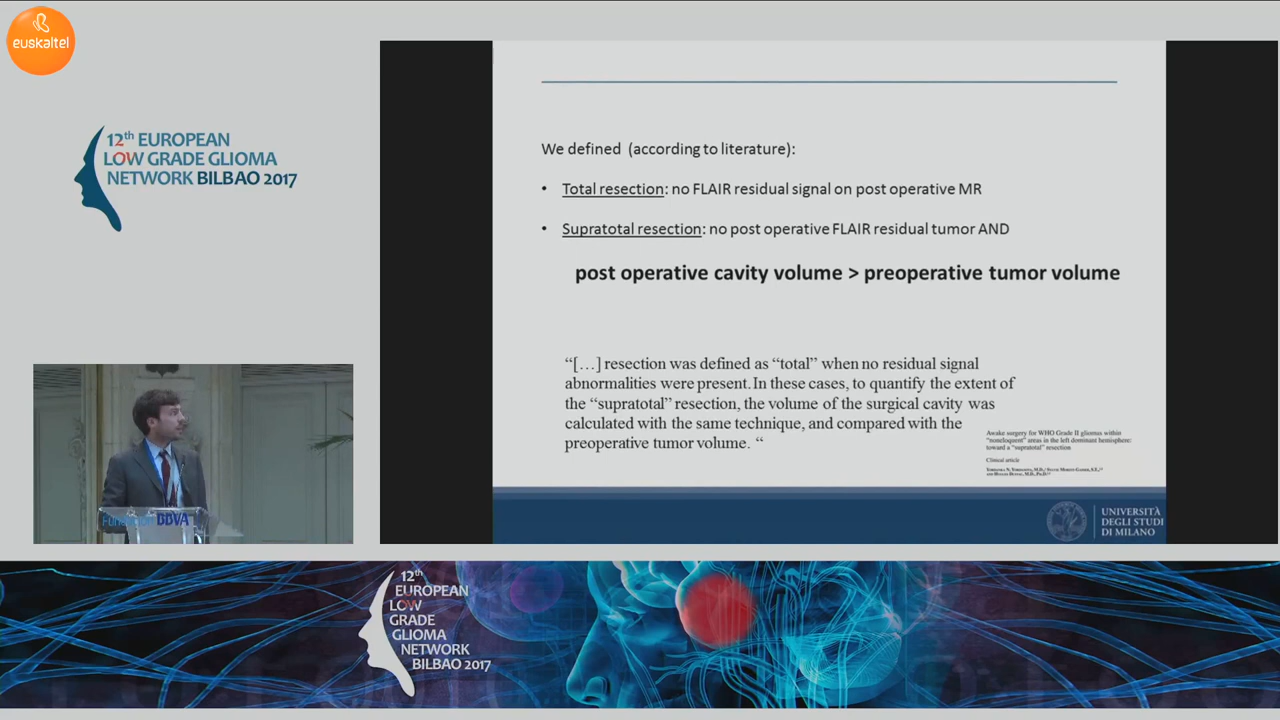 euskaltel
12th EUROPEAN
LOW GRADE GLIOMA
NETWORK BILBAO 2017
We defined (according to literature):
• Total resection: no FLAIR residual signal on post operative MR
• Supratotal resection: no post operative FLAIR residual tumor AND
post operative cavity volume > preoperative tumor volume
“[…] resection was defined as “total” when no residual signal
abnormalities were present. In these cases, to quantify the extent of
the “supratotal” resection, the volume of the surgical cavity was
calculated with the same technique, and compared with the
preoperative tumor volume. “
Awake surgery for WHO Grade II gliomas within
“noneloquent” areas in the left dominant hemisphere:
toward a “supratotal” resection
Clinical article
UNIVERSITÀ
DEGLI STUDI
DI MILANO
Fundación BBVA
12th
EUROPEAN
LOW
GRADE
GLIOMA
NETWORK
BILBAO 2017